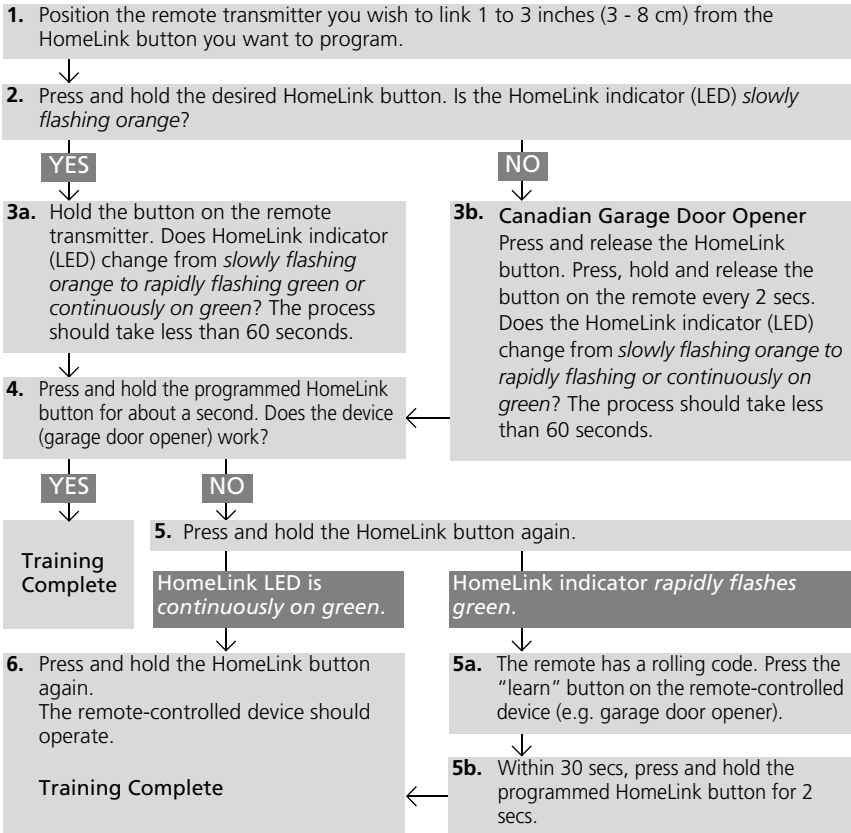 1. Position the remote transmitter you wish to link 1 to 3 inches (3 - 8 cm) from the
HomeLink button you want to program.
2. Press and hold the desired HomeLink button. Is the HomeLink indicator (LED) slowly
flashing orange?
YES
NO
3a. Hold the button on the remote
transmitter. Does HomeLink indicator
(LED) change from slowly flashing
orange to rapidly flashing green or
continuously on green? The process
should take less than 60 seconds.
3b. Canadian Garage Door Opener
Press and release the HomeLink
button. Press, hold and release the
button on the remote every 2 secs.
Does the HomeLink indicator (LED)
change from slowly flashing orange to
rapidly flashing or continuously on
green? The process should take less
than 60 seconds.
4. Press and hold the programmed HomeLink
button for about a second. Does the device
(garage door opener) work?
YES
NO
Training
Complete
5. Press and hold the HomeLink button again.
HomeLink LED is
continuously on green.
HomeLink indicator rapidly flashes
green.
6. Press and hold the HomeLink button
again.
The remote-controlled device should
operate.
Training Complete
5a. The remote has a rolling code. Press the
“learn” button on the remote-controlled
device (e.g. garage door opener).
5b. Within 30 secs, press and hold the
programmed HomeLink button for 2
secs.